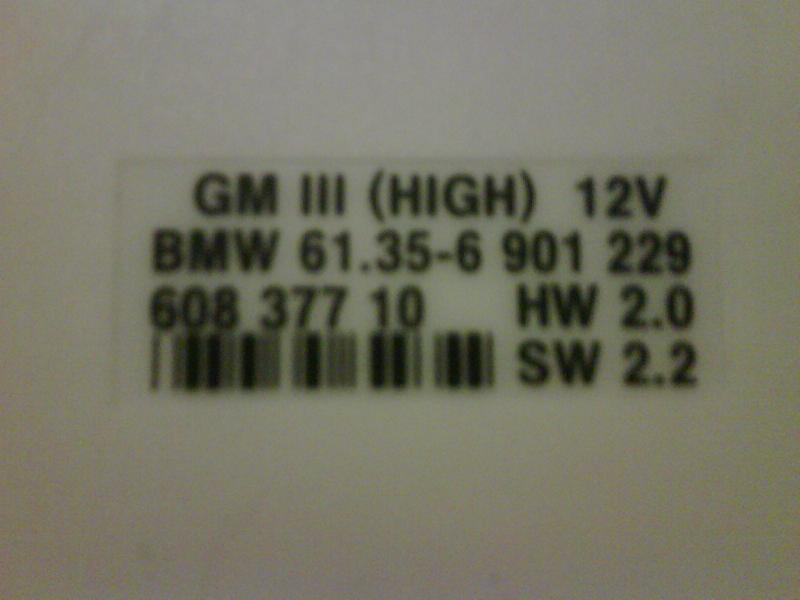 GM III (HIGH) 12V
BMW 61.35-6 901 229
608 377 10 HW 2.0
SW 2.2